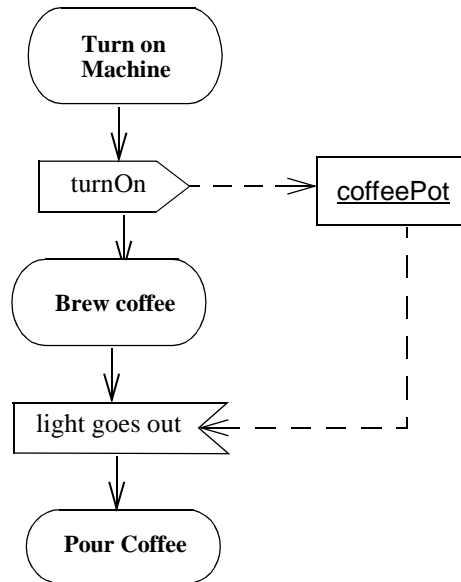 Turn on
Machine
turnOn
coffeePot
Brew coffee
light goes out
Pour Coffee